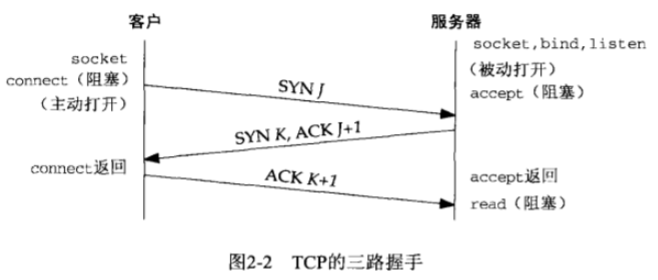 客户
服务器
socket
connect（阻塞）
（主动打开）
socket,bind,listen
（被动打开）
accept（阻塞）
SYN J
SYN K, ACK J+1
connect返回
ACK K+1
accept返回
read（阻塞）
图2-2 TCP的三路握手